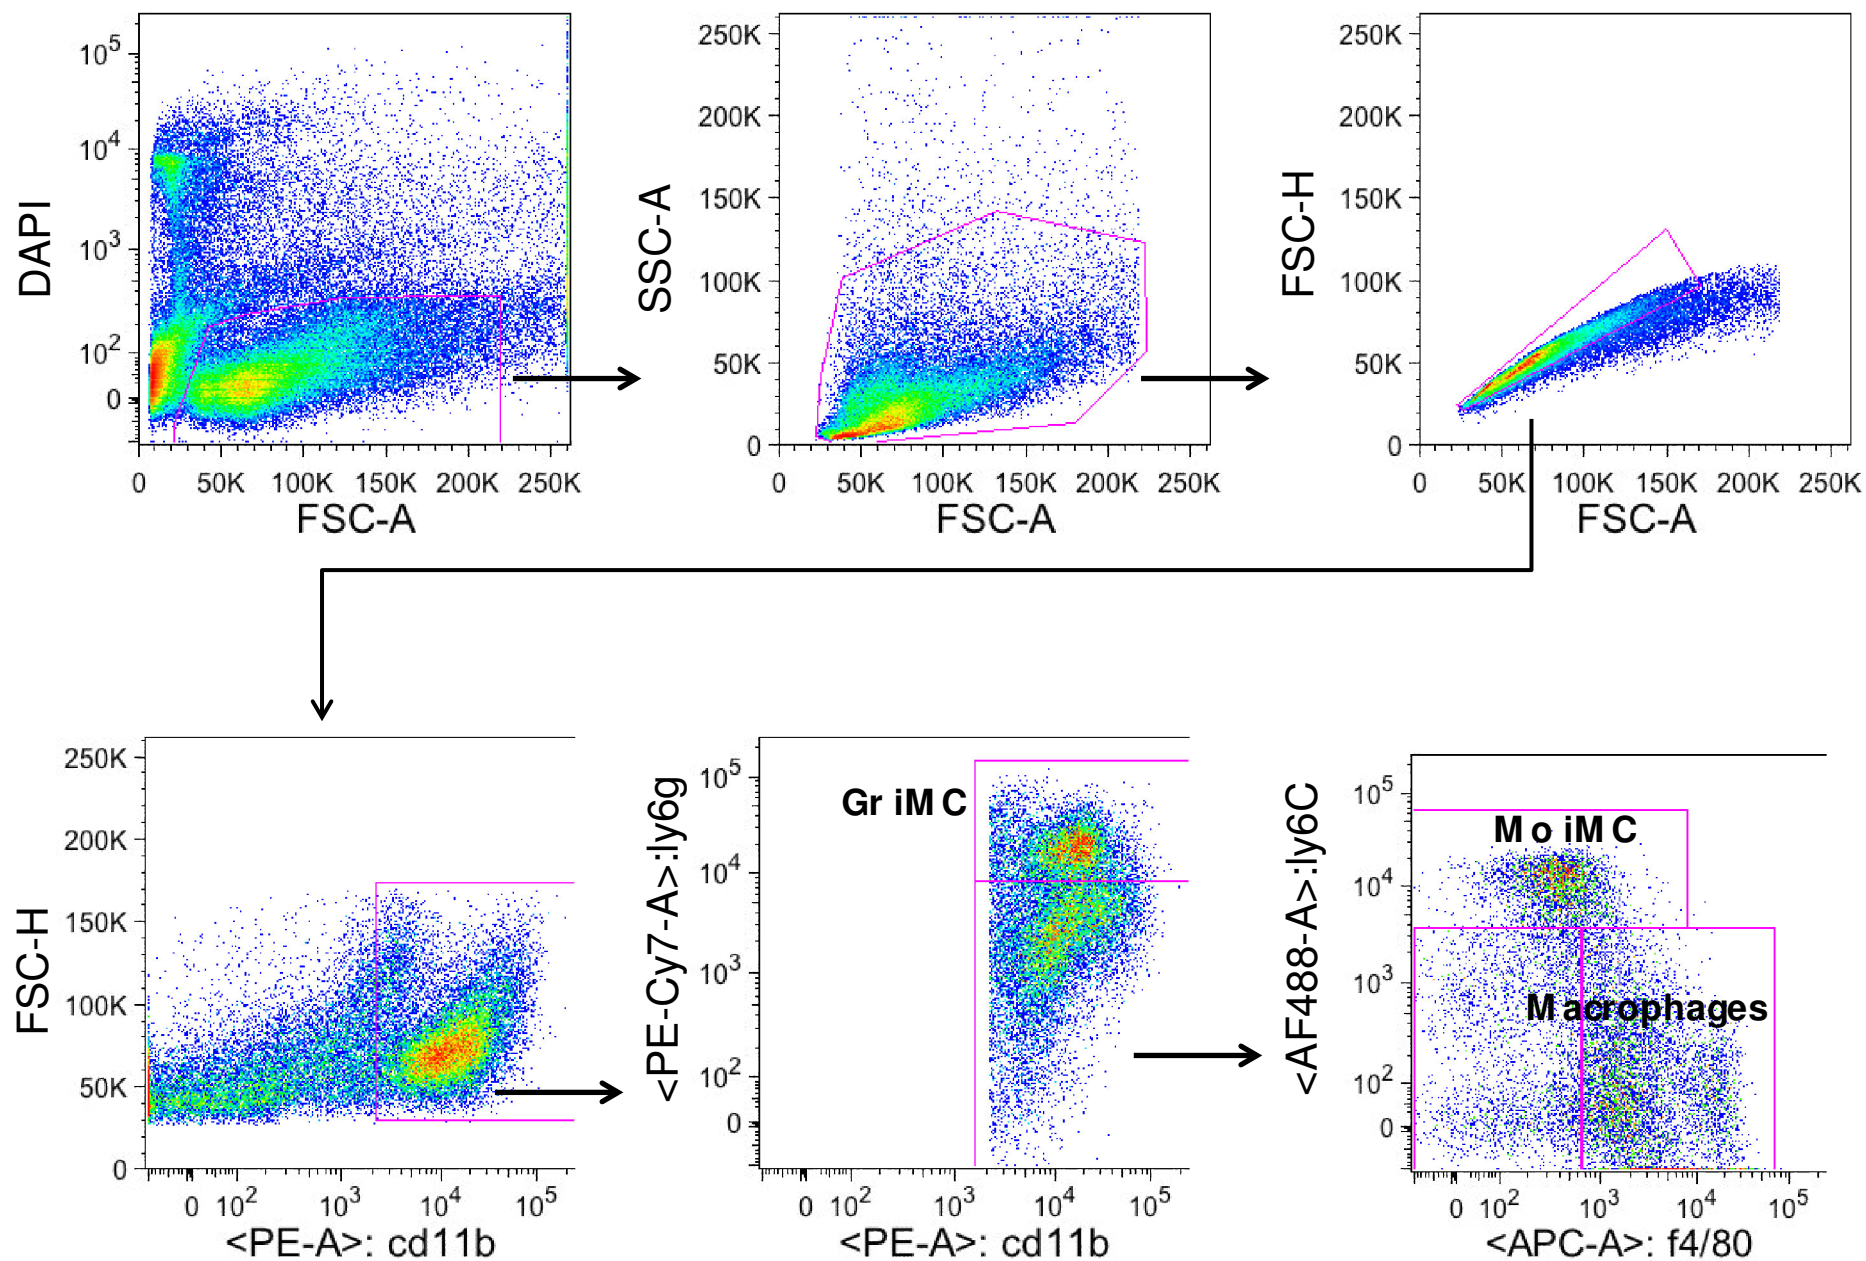 DAPI
10^5
10^4
10^3
10^2
0
0 50K 100K 150K 200K 250K
FSC-A
SSC-A
250K
200K
150K
100K
50K
0
0 50K 100K 150K 200K 250K
FSC-A
FSC-H
250K
200K
150K
100K
50K
0
0 50K 100K 150K 200K 250K
FSC-A
FSC-H
250K
200K
150K
100K
50K
0
0 10^2 10^3 10^4 10^5
<PE-A>: cd11b
<PE-Cy7-A>:ly6g
10^5
10^4
10^3
10^2
0
Gr iMC
0 10^2 10^3 10^4 10^5
<PE-A>: cd11b
<AF488-A>:ly6C
10^5
10^4
10^3
10^2
0
Mo iMC
Macrophages
0 10^2 10^3 10^4 10^5
<APC-A>: f4/80